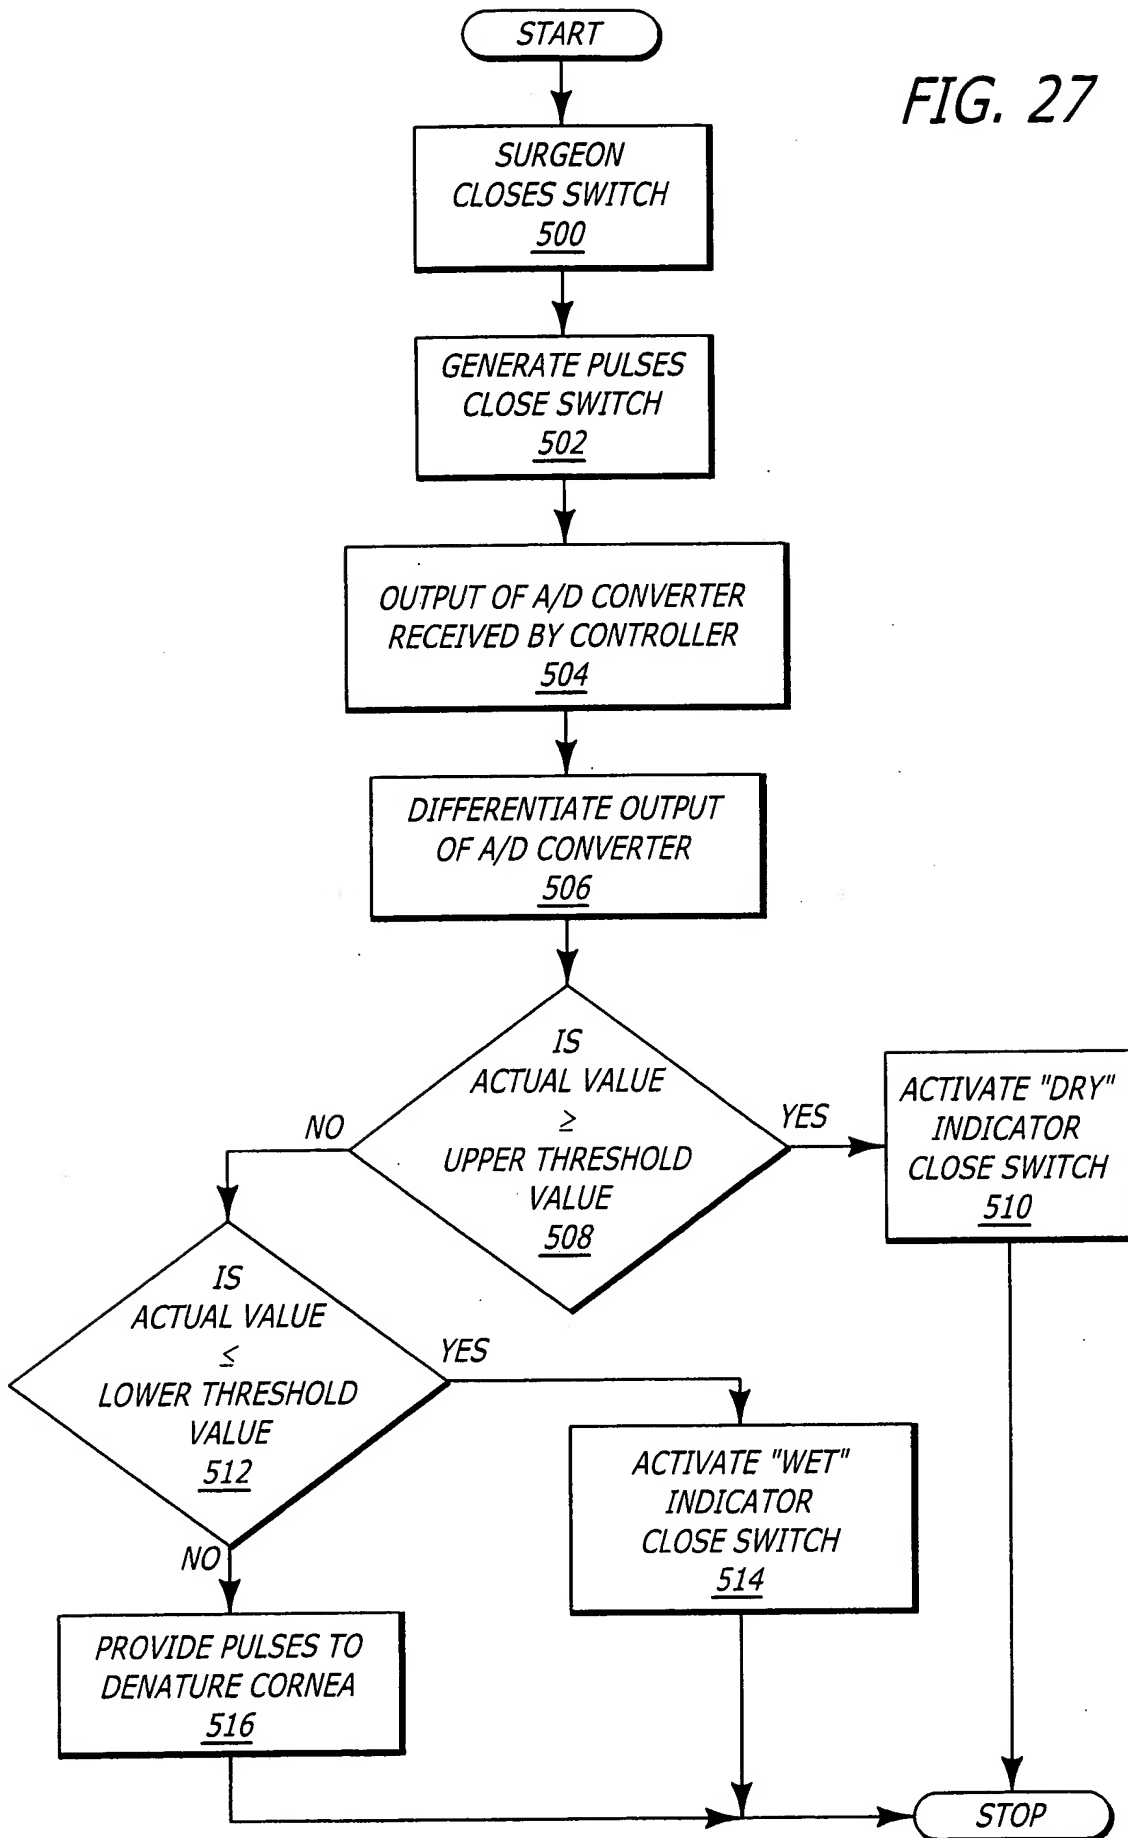 START
FIG. 27
SURGEON
CLOSES SWITCH
500
GENERATE PULSES
CLOSE SWITCH
502
OUTPUT OF A/D CONVERTER
RECEIVED BY CONTROLLER
504
DIFFERENTIATE OUTPUT
OF A/D CONVERTER
506
IS
ACTUAL VALUE
≥
UPPER THRESHOLD
VALUE
508
NO
YES
ACTIVATE "DRY"
INDICATOR
CLOSE SWITCH
510
IS
ACTUAL VALUE
≤
LOWER THRESHOLD
VALUE
512
YES
NO
ACTIVATE "WET"
INDICATOR
CLOSE SWITCH
514
PROVIDE PULSES TO
DENATURE CORNEA
516
STOP